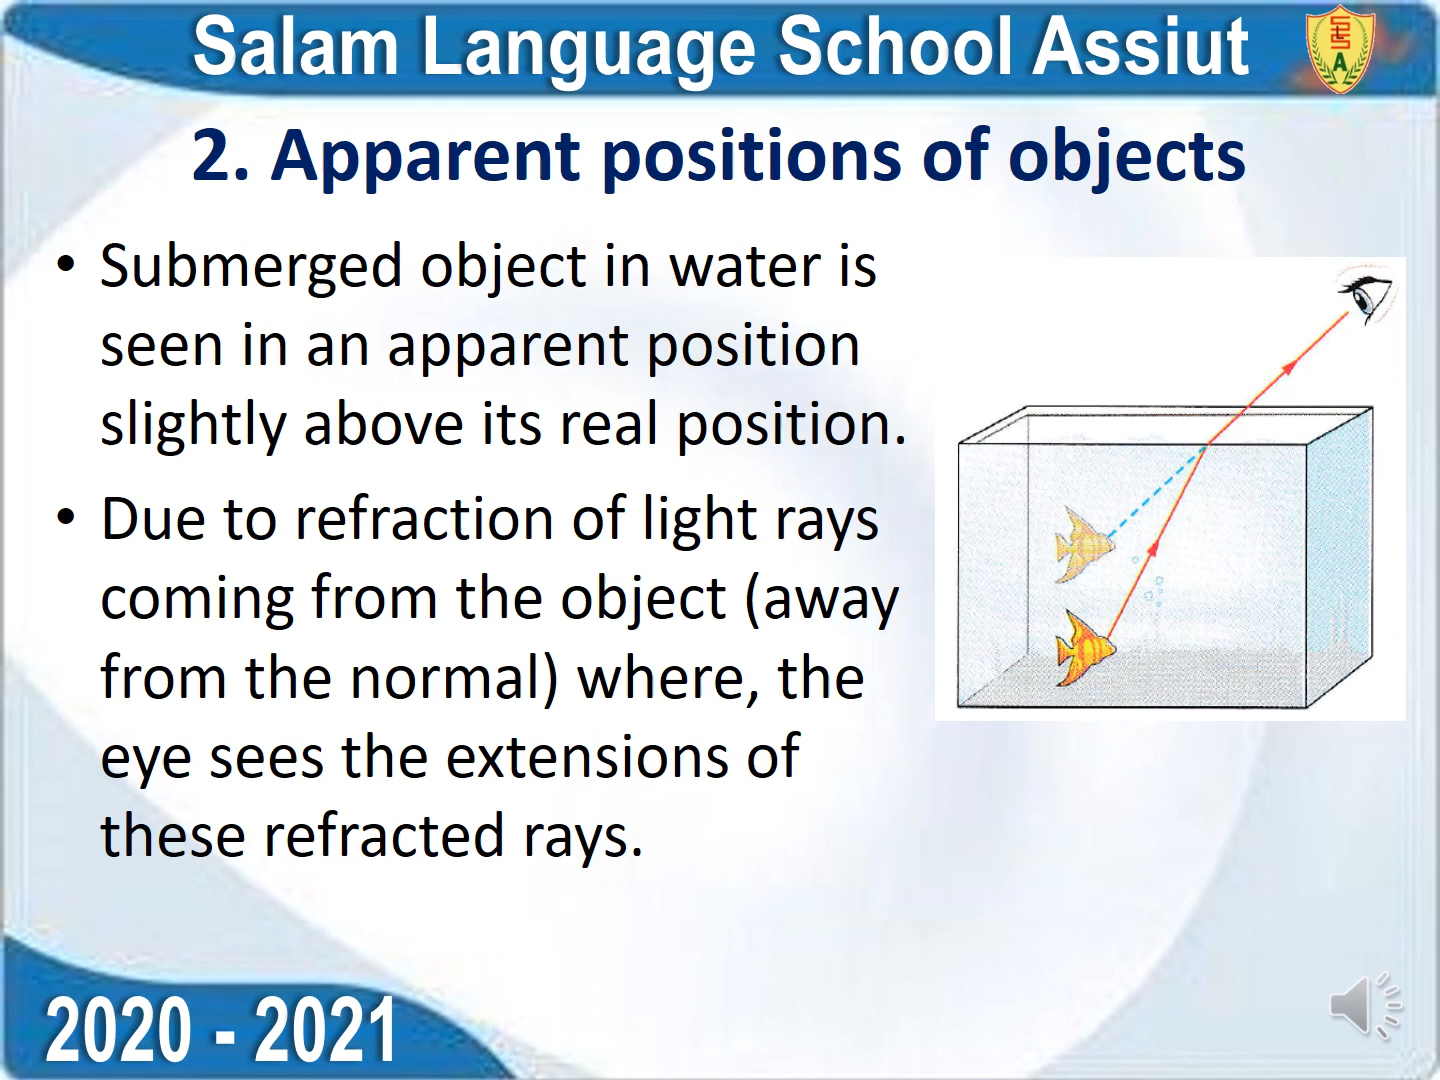 Salam Language School Assiut
SLS
A
2. Apparent positions of objects
• Submerged object in water is
seen in an apparent position
slightly above its real position.
• Due to refraction of light rays
coming from the object (away
from the normal) where, the
eye sees the extensions of
these refracted rays.
2020 - 2021